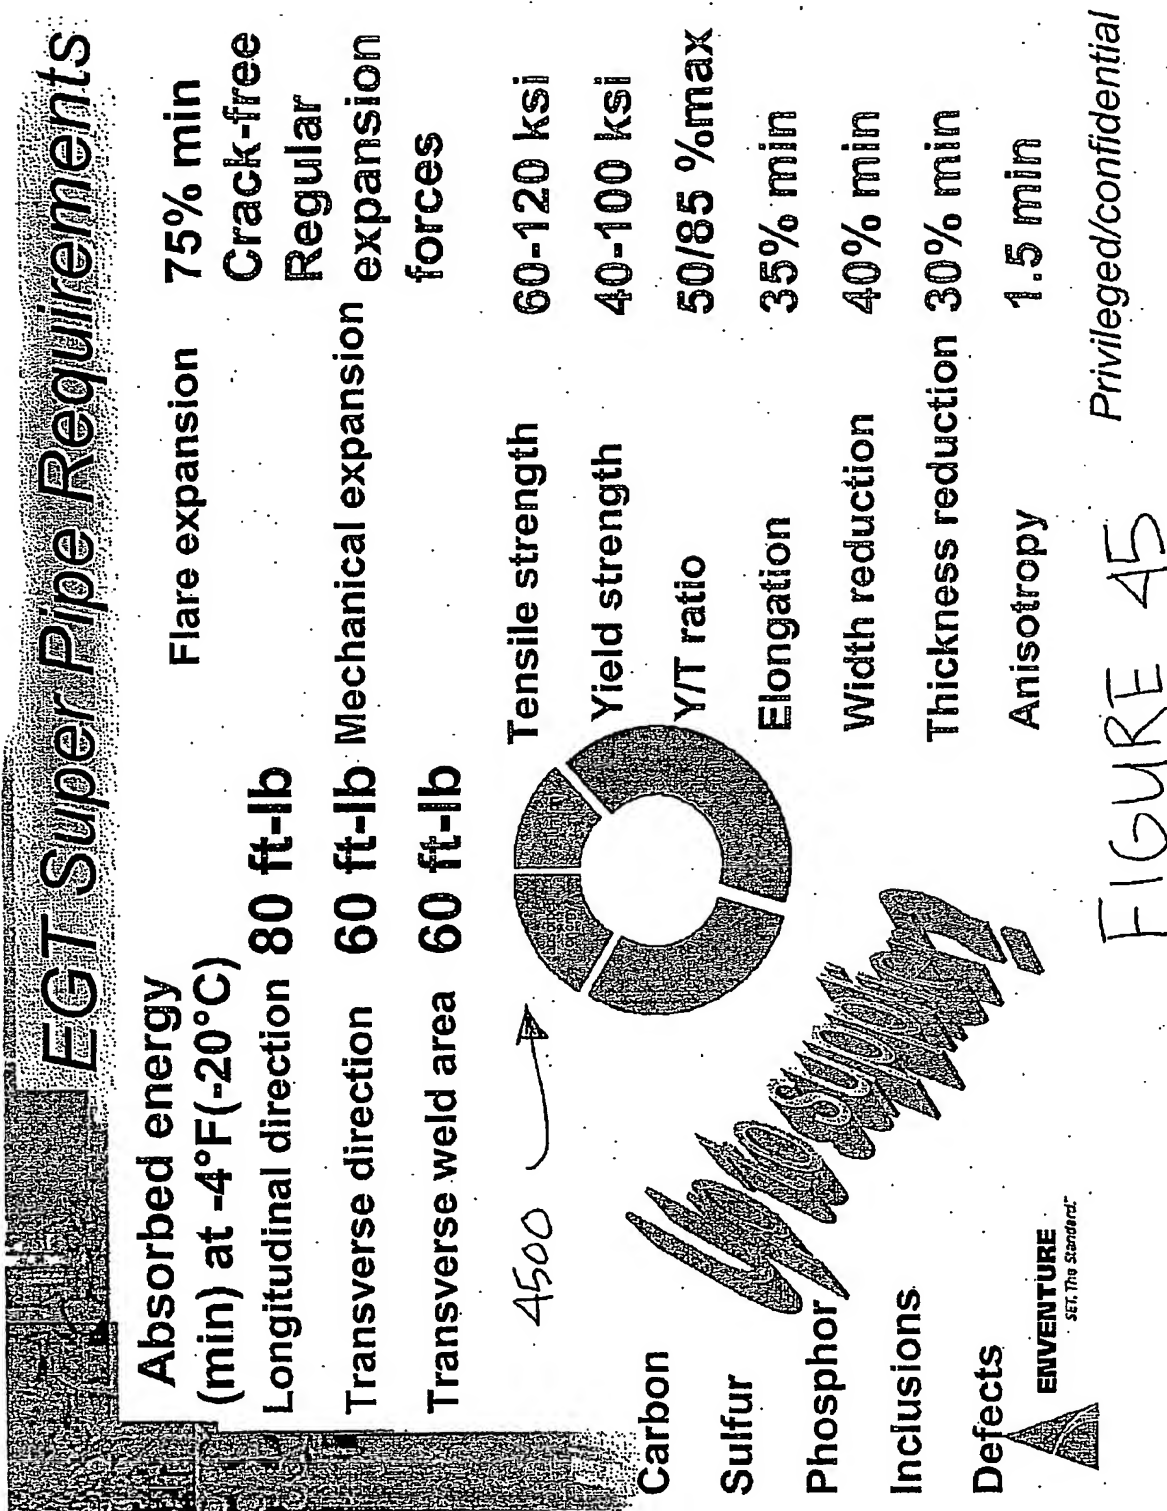 EGT Super Pipe Requirements
Absorbed energy
(min) at -4°F(-20°C)
Longitudinal direction 80 ft-lb
Transverse direction 60 ft-lb
Transverse weld area 60 ft-lb
Flare expansion 75% min
Crack-free
Regular
Mechanical expansion expansion
forces
4500
Tensile strength 60-120 ksi
Yield strength 40-100 ksi
Y/T ratio 50/85 %max
Elongation 35% min
Width reduction 40% min
Thickness reduction 30% min
Anisotropy 1.5 min
Carbon
Sulfur
Phosphor
Inclusions
Defects
ENVENTURE
SET. The Standard.™
Privileged/confidential
FIGURE 45